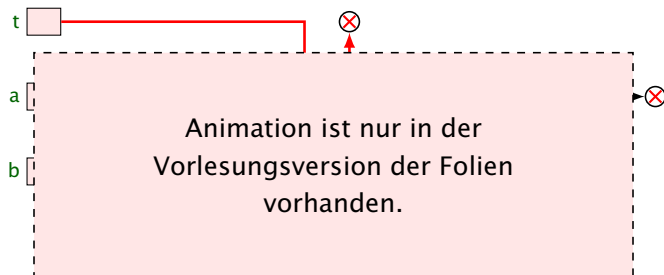 t
a
b
Animation ist nur in der
Vorlesungsversion der Folien
vorhanden.